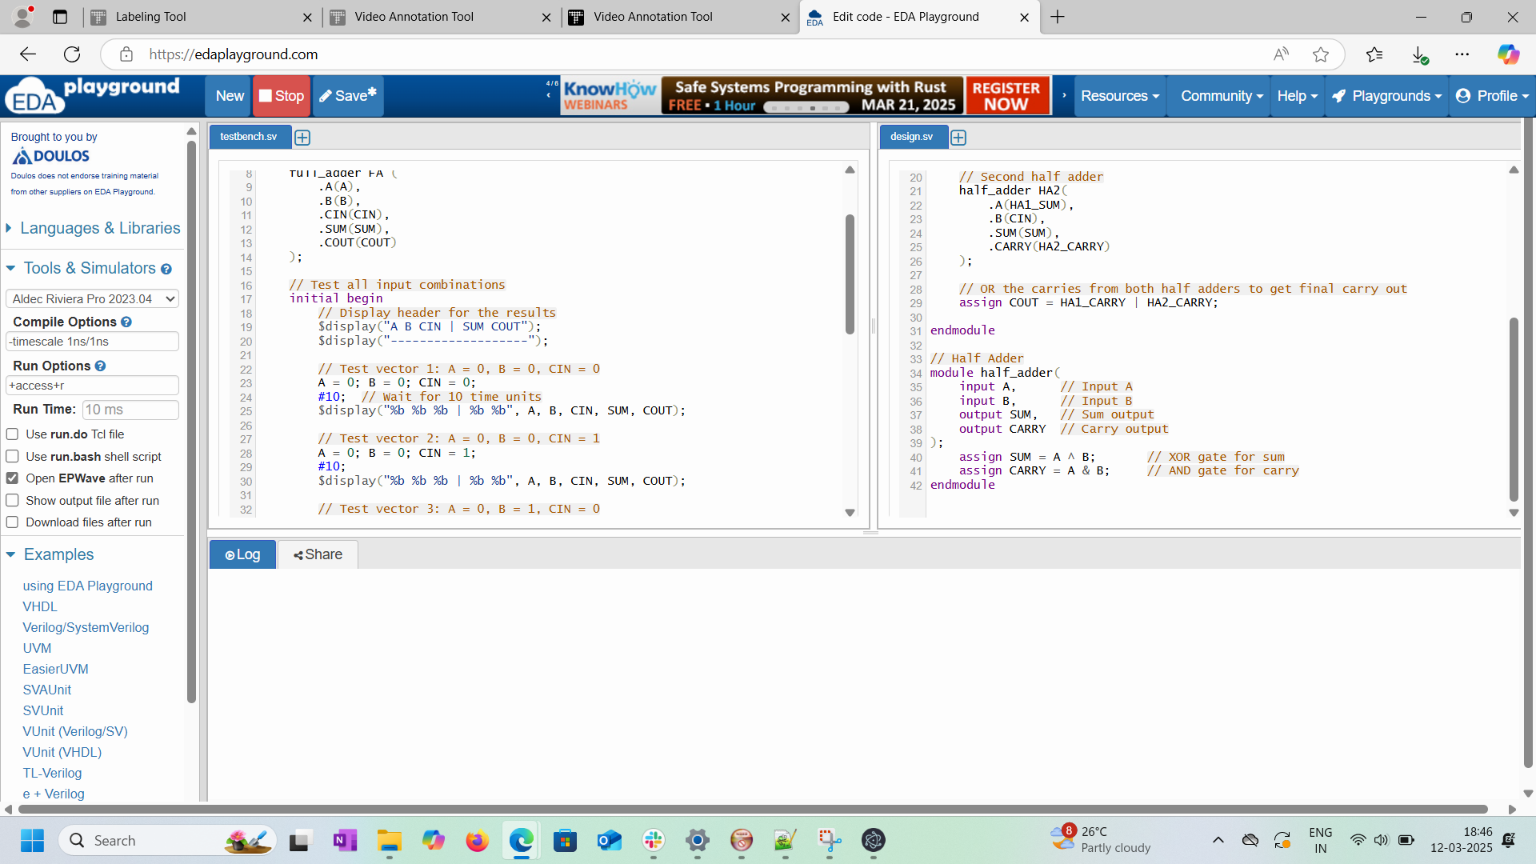 Labeling Tool
Video Annotation Tool
Video Annotation Tool
Edit code - EDA Playground
https://edaplayground.com
EDA playground
New
Stop
Save*
4/6
KnowHow WEBINARS
Safe Systems Programming with Rust
FREE • 1 Hour
MAR 21, 2025
REGISTER NOW
Resources
Community
Help
Playgrounds
Profile
Brought to you by
DOULOS
Doulos does not endorse training material
from other suppliers on EDA Playground.
Languages & Libraries
Tools & Simulators
Aldec Riviera Pro 2023.04
Compile Options
-timescale 1ns/1ns
Run Options
+access+r
Run Time: 10 ms
Use run.do Tcl file
Use run.bash shell script
Open EPWave after run
Show output file after run
Download files after run
Examples
using EDA Playground
VHDL
Verilog/SystemVerilog
UVM
EasierUVM
SVAUnit
SVUnit
VUnit (Verilog/SV)
VUnit (VHDL)
TL-Verilog
e + Verilog
testbench.sv
8 full_adder FA (
9 .A(A),
10 .B(B),
11 .CIN(CIN),
12 .SUM(SUM),
13 .COUT(COUT)
14 );
15
16 // Test all input combinations
17 initial begin
18 // Display header for the results
19 $display("A B CIN | SUM COUT");
20 $display("-------------------");
21
22 // Test vector 1: A = 0, B = 0, CIN = 0
23 A = 0; B = 0; CIN = 0;
24 #10; // Wait for 10 time units
25 $display("%b %b %b | %b %b", A, B, CIN, SUM, COUT);
26
27 // Test vector 2: A = 0, B = 0, CIN = 1
28 A = 0; B = 0; CIN = 1;
29 #10;
30 $display("%b %b %b | %b %b", A, B, CIN, SUM, COUT);
31
32 // Test vector 3: A = 0, B = 1, CIN = 0
design.sv
20 // Second half adder
21 half_adder HA2(
22 .A(HA1_SUM),
23 .B(CIN),
24 .SUM(SUM),
25 .CARRY(HA2_CARRY)
26 );
27
28 // OR the carries from both half adders to get final carry out
29 assign COUT = HA1_CARRY | HA2_CARRY;
30
31 endmodule
32
33 // Half Adder
34 module half_adder(
35 input A, // Input A
36 input B, // Input B
37 output SUM, // Sum output
38 output CARRY // Carry output
39 );
40 assign SUM = A ^ B; // XOR gate for sum
41 assign CARRY = A & B; // AND gate for carry
42 endmodule
Log
Share
Search
8
26°C
Partly cloudy
ENG
IN
18:46
12-03-2025